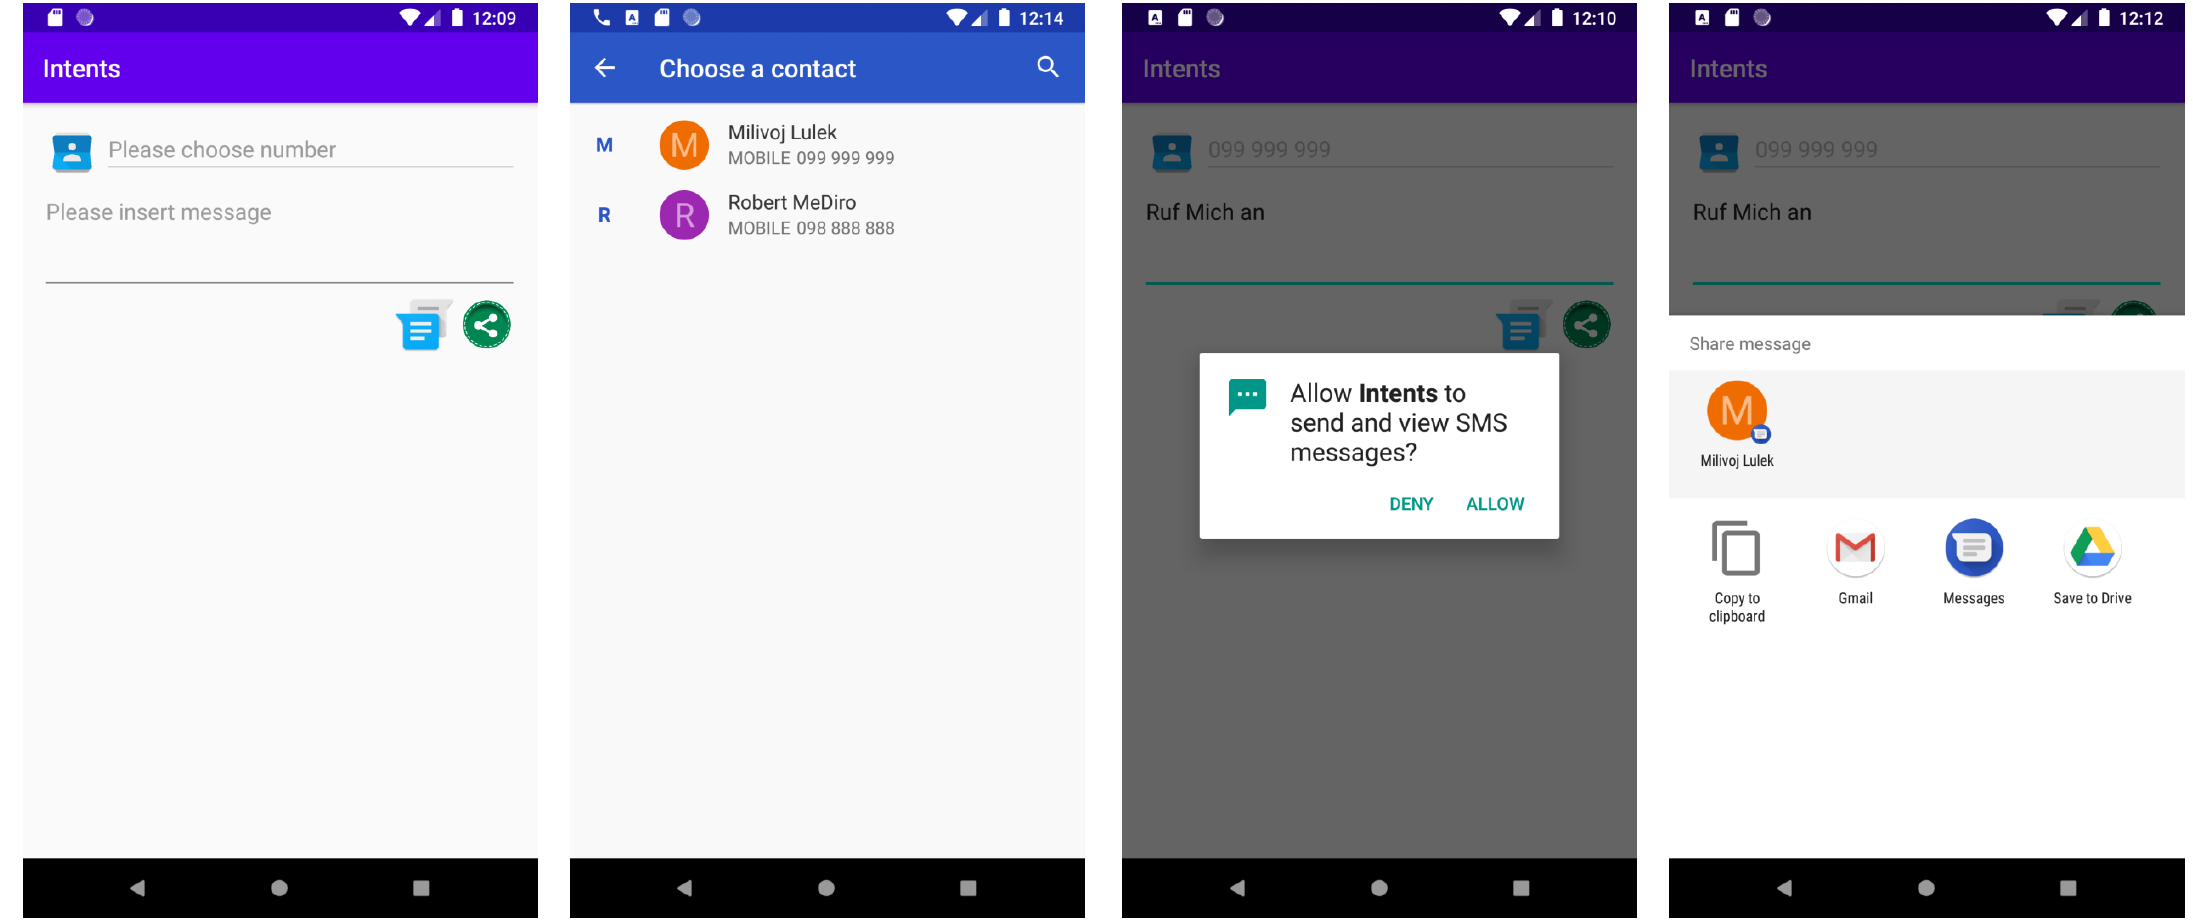 12:09
Intents
Please choose number
Please insert message
12:14
Choose a contact
M
M
Milivoj Lulek
MOBILE 099 999 999
R
R
Robert MeDiro
MOBILE 098 888 888
A
12:10
Intents
099 999 999
Ruf Mich an
Allow Intents to
send and view SMS
messages?
DENY ALLOW
A
12:12
Intents
099 999 999
Ruf Mich an
Share message
M
Milivoj Lulek
Copy to
clipboard
Gmail
Messages
Save to Drive